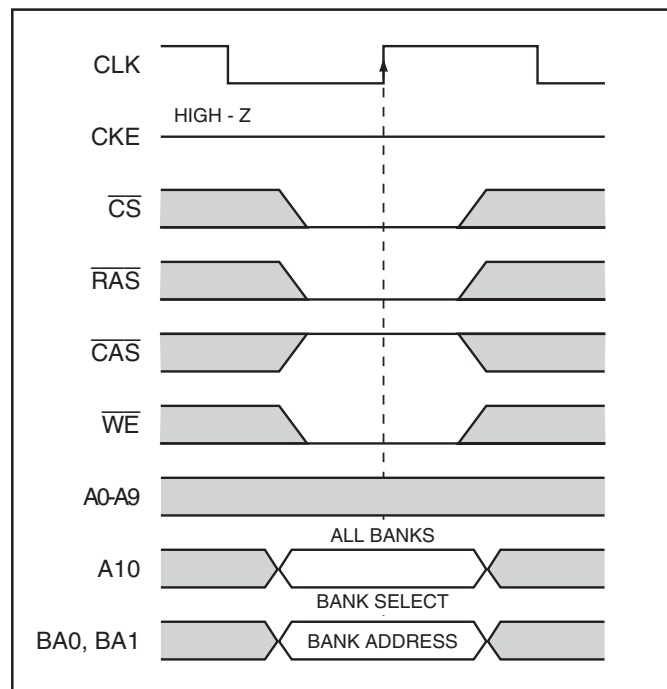 CLK
HIGH - Z
CKE
CS
RAS
CAS
WE
A0-A9
ALL BANKS
A10
BANK SELECT
BA0, BA1
BANK ADDRESS